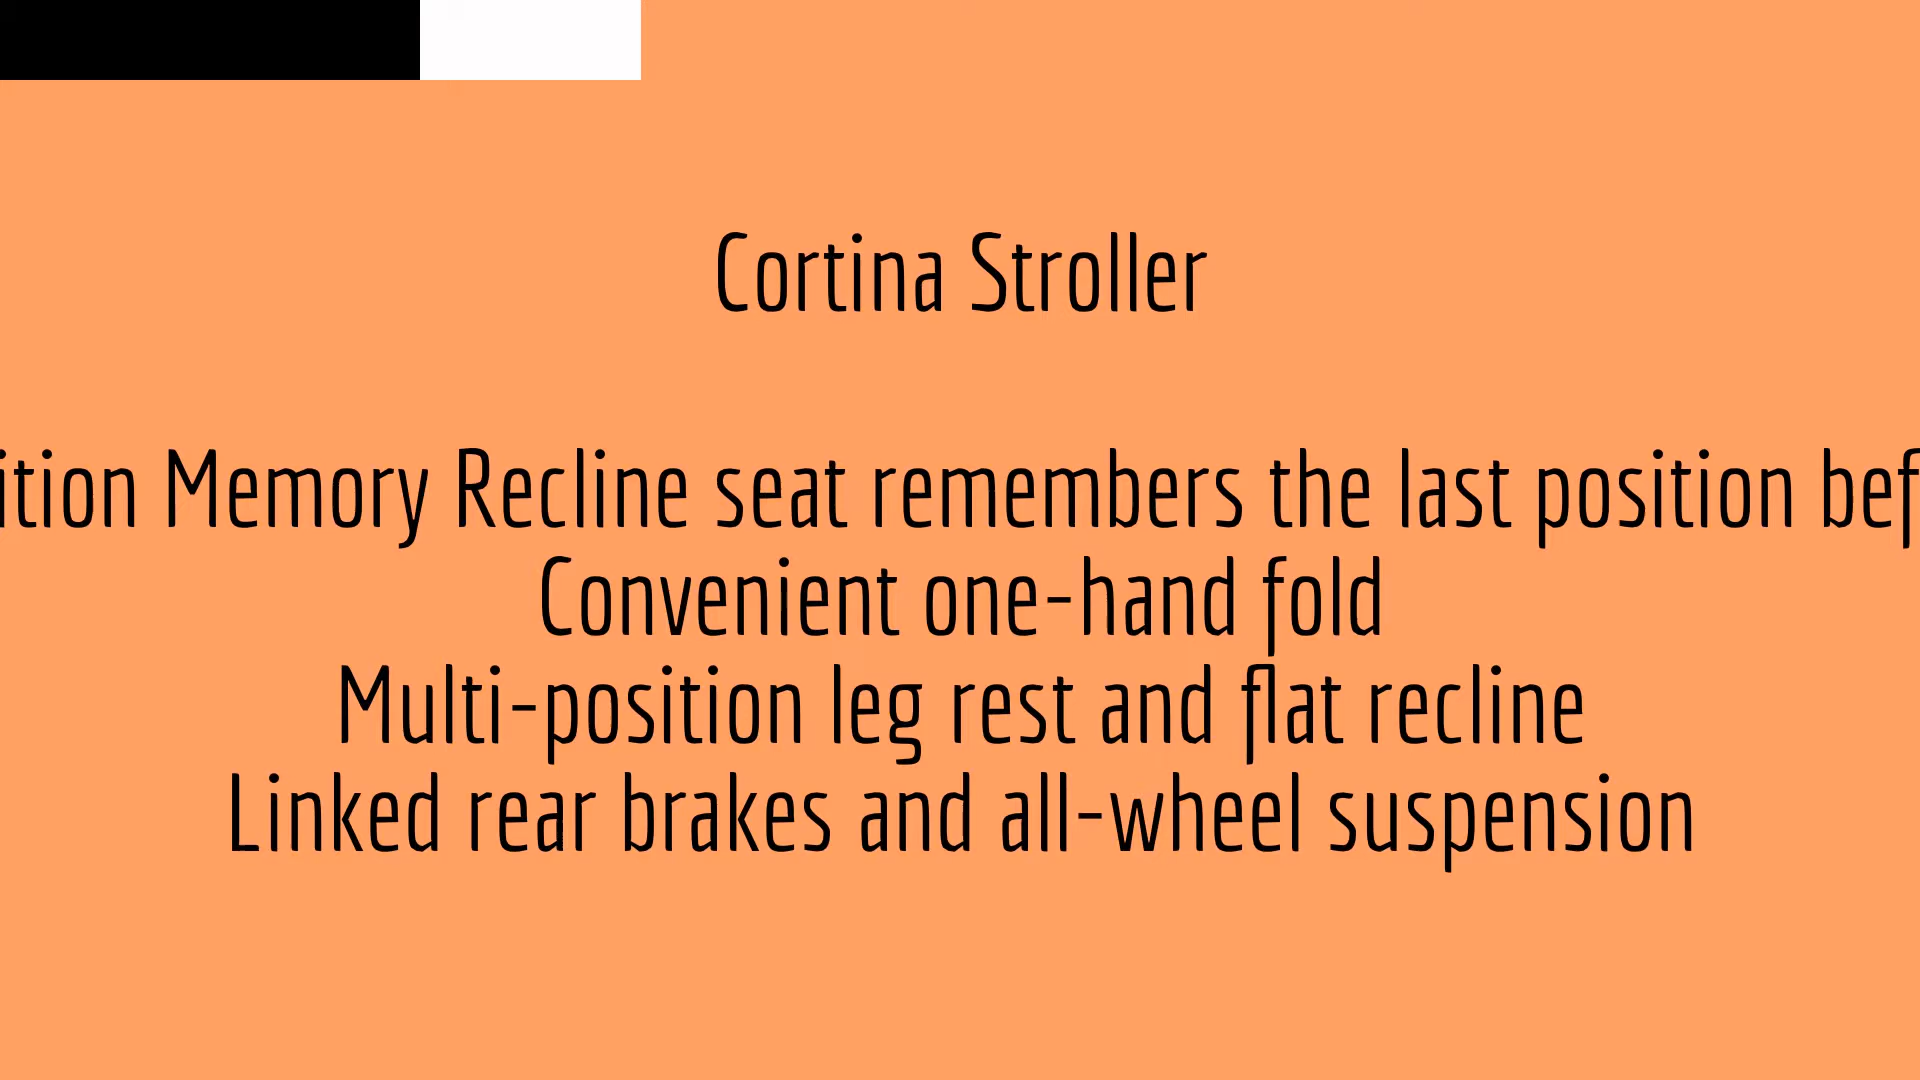 Cortina Stroller
ition Memory Recline seat remembers the last position bef
Convenient one-hand fold
Multi-position leg rest and flat recline
Linked rear brakes and all-wheel suspension